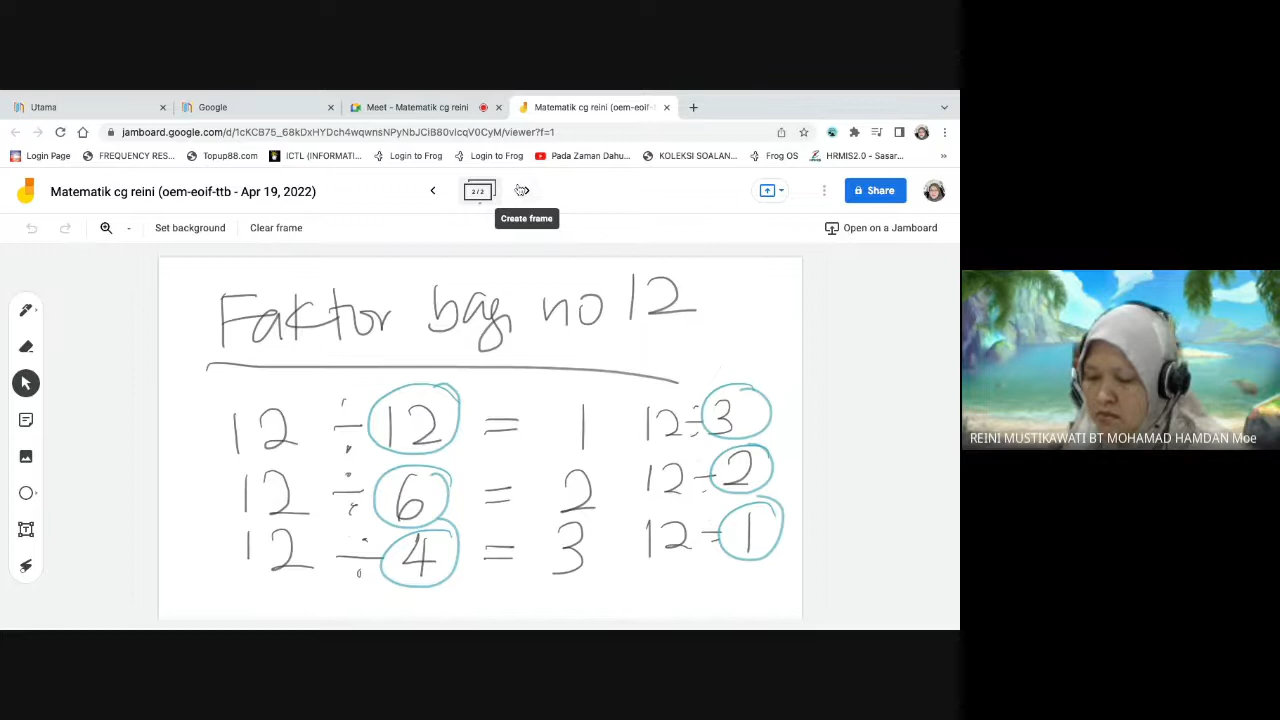 Utama
Google
Meet - Matematik cg reini
Matematik cg reini (oem-eoif-t
jamboard.google.com/d/1cKCB75_68kDxHYDch4wqwnsNPyNbJCiB80vIcqV0CyM/viewer?f=1
Login Page
FREQUENCY RES...
Topup88.com
ICTL (INFORMATI...
Login to Frog
Login to Frog
Pada Zaman Dahu...
KOLEKSI SOALAN...
Frog OS
HRMIS2.0 - Sasar...
»
Matematik cg reini (oem-eoif-ttb - Apr 19, 2022)
2 / 2
Share
Create frame
Set background
Clear frame
Open on a Jamboard
Faktor bagi no 12
12 ÷ 12 = 1 12 ÷ 3
12 ÷ 6 = 2 12 ÷ 2
12 ÷ 4 = 3 12 ÷ 1
REINI MUSTIKAWATI BT MOHAMAD HAMDAN Moe